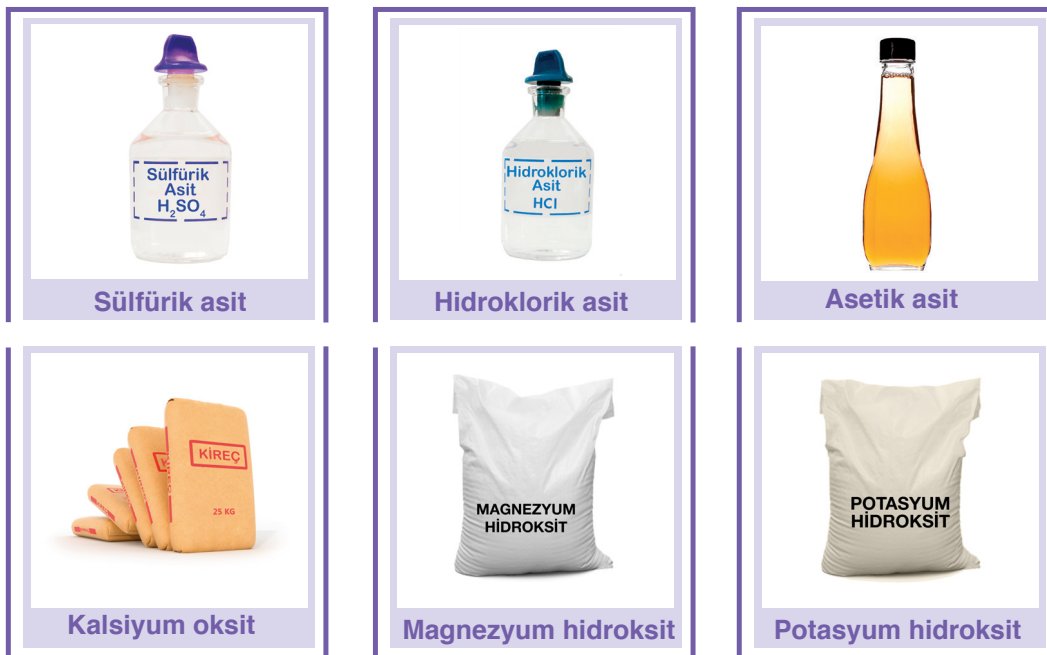 Sülfürik
Asit
H₂SO₄
Sülfürik asit
Hidroklorik
Asit
HCl
Hidroklorik asit
Asetik asit
KİREÇ
25 KG
Kalsiyum oksit
MAGNEZYUM
HİDROKSİT
Magnezyum hidroksit
POTASYUM
HİDROKSİT
Potasyum hidroksit